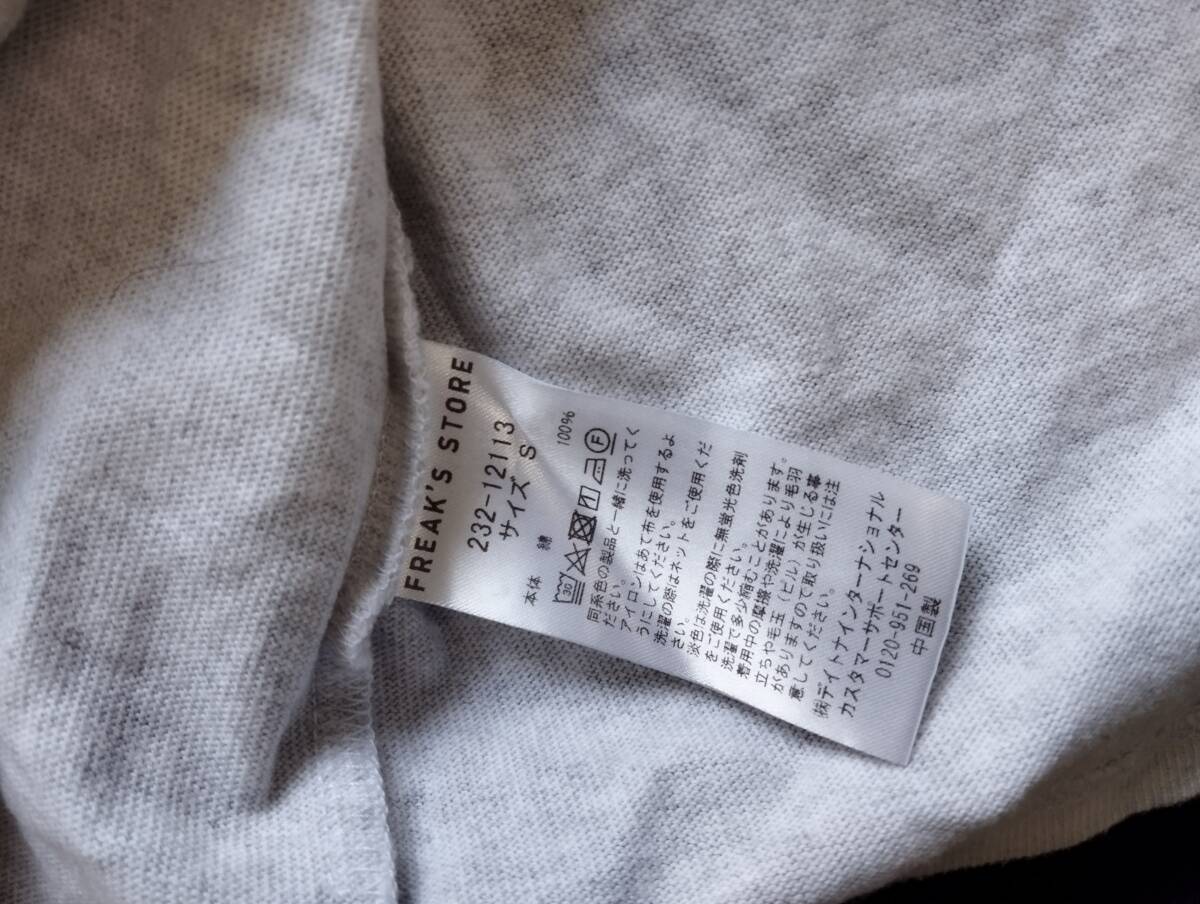 FREAK'S STORE
232-12113
サイズ S
本体 綿 100%
30 1 F
同系色の製品と一緒に洗ってく
ださい。
アイロンはあて布を使用するよ
うにしてください。
洗濯の際はネットをご使用くだ
さい。
淡色は洗濯の際に無蛍光色洗剤
をご使用ください。
洗濯で多少縮むことがあります。
着用中の摩擦や洗濯により毛羽
立ちや毛玉（ピル）が生じる事
がありますので取り扱いには注
意してください。
㈱デイトナインターナショナル
カスタマーサポートセンター
0120-951-269
中国製